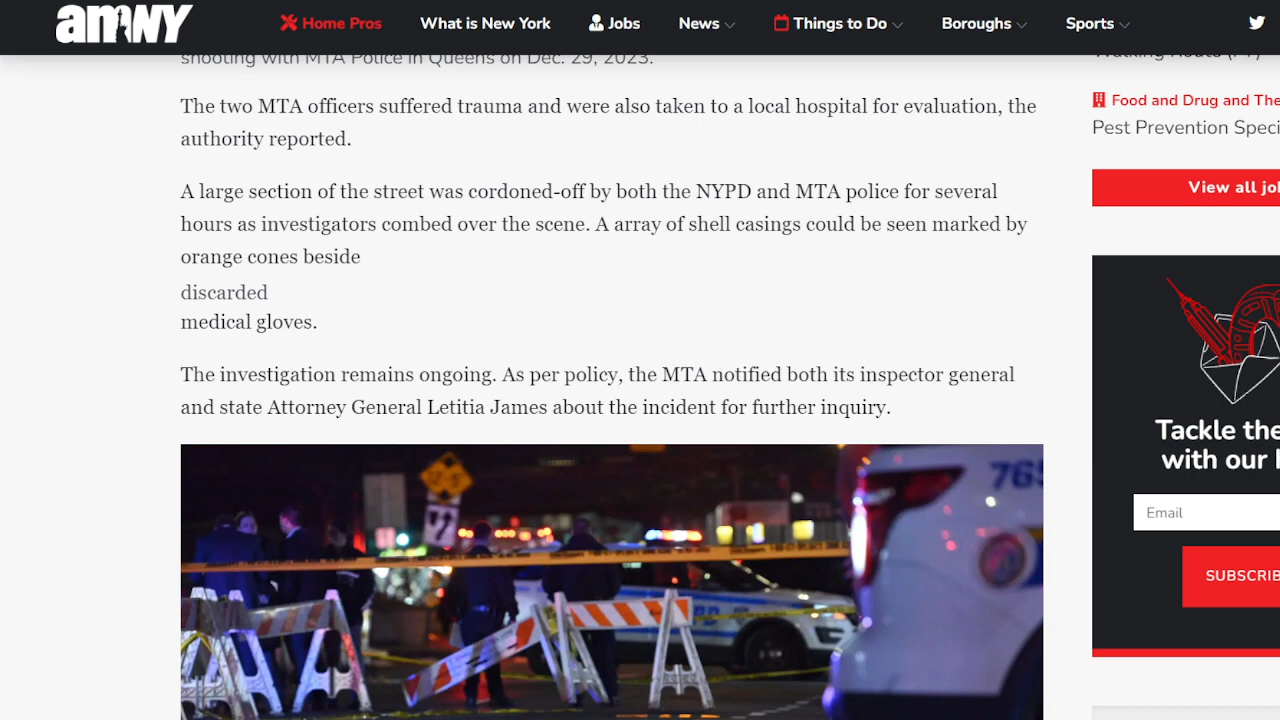 amNY
Home Pros
What is New York
Jobs
News
Things to Do
Boroughs
Sports
shooting with MTA Police in Queens on Dec. 29, 2023.
The two MTA officers suffered trauma and were also taken to a local hospital for evaluation, the
authority reported.
A large section of the street was cordoned-off by both the NYPD and MTA police for several
hours as investigators combed over the scene. A array of shell casings could be seen marked by
orange cones beside
discarded
medical gloves.
The investigation remains ongoing. As per policy, the MTA notified both its inspector general
and state Attorney General Letitia James about the incident for further inquiry.
765
Food and Drug and The
Pest Prevention Speci
View all jo
Tackle the
with our
Email
SUBSCRIB